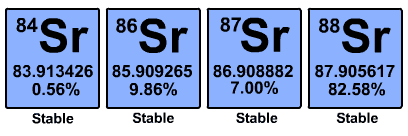 84Sr 86Sr 87Sr 88Sr
83.913426 85.909265 86.908882 87.905617
0.56% 9.86% 7.00% 82.58%
Stable Stable Stable Stable